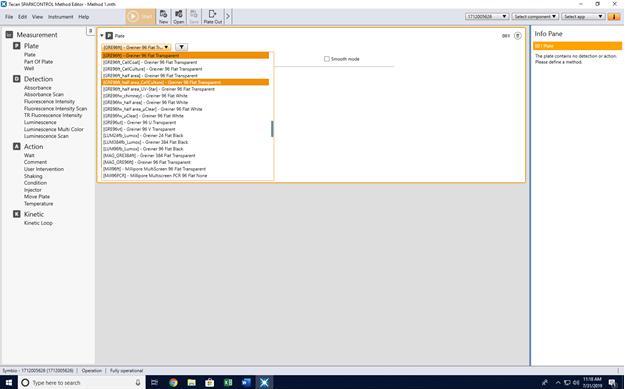 Tecan SPARKCONTROL Method Editor - Method 1.mth
File Edit View Instrument Help
Start New Open Save Plate Out
1712005626 Select component Select app
Measurement
Plate
Plate
Part Of Plate
Well
Detection
Absorbance
Absorbance Scan
Fluorescence Intensity
Fluorescence Intensity Scan
TR Fluorescence Intensity
Luminescence
Luminescence Multi Color
Luminescence Scan
Action
Wait
Comment
User Intervention
Shaking
Condition
Injector
Move Plate
Temperature
Kinetic
Kinetic Loop
Plate
001
[GRE96ft] - Greiner 96 Flat Tr...
Smooth mode
[GRE96ft] - Greiner 96 Flat Transparent
[GRE96ft_CellCoat] - Greiner 96 Flat Transparent
[GRE96ft_CellCulture] - Greiner 96 Flat Transparent
[GRE96ft_half area] - Greiner 96 Flat Transparent
[GRE96ft_half area_CellCulture] - Greiner 96 Flat Transparent
[GRE96ft_half area_UV-Star] - Greiner 96 Flat Transparent
[GRE96fw_chimney] - Greiner 96 Flat White
[GRE96fw_half area] - Greiner 96 Flat White
[GRE96fw_half area_µClear] - Greiner 96 Flat White
[GRE96fw_µClear] - Greiner 96 Flat White
[GRE96ut] - Greiner 96 U Transparent
[GRE96vt] - Greiner 96 V Transparent
[LUM24fb_Lumox] - Greiner 24 Flat Black
[LUM384fb_Lumox] - Greiner 384 Flat Black
[LUM96fb_Lumox] - Greiner 96 Flat Black
[MAG_GRE384ft] - Greiner 384 Flat Transparent
[MAG_GRE96ft] - Greiner 96 Flat Transparent
[Mil96ft] - Millipore MultiScreen 96 Flat Transparent
[Mil96PCR] - Millipore Multiscreen PCR 96 Flat None
Info Pane
001 | Plate
The plate contains no detection or action.
Please define a method.
Symbio - 1712005626 (1712005626) Operation Fully operational
Type here to search
11:18 AM
7/31/2019